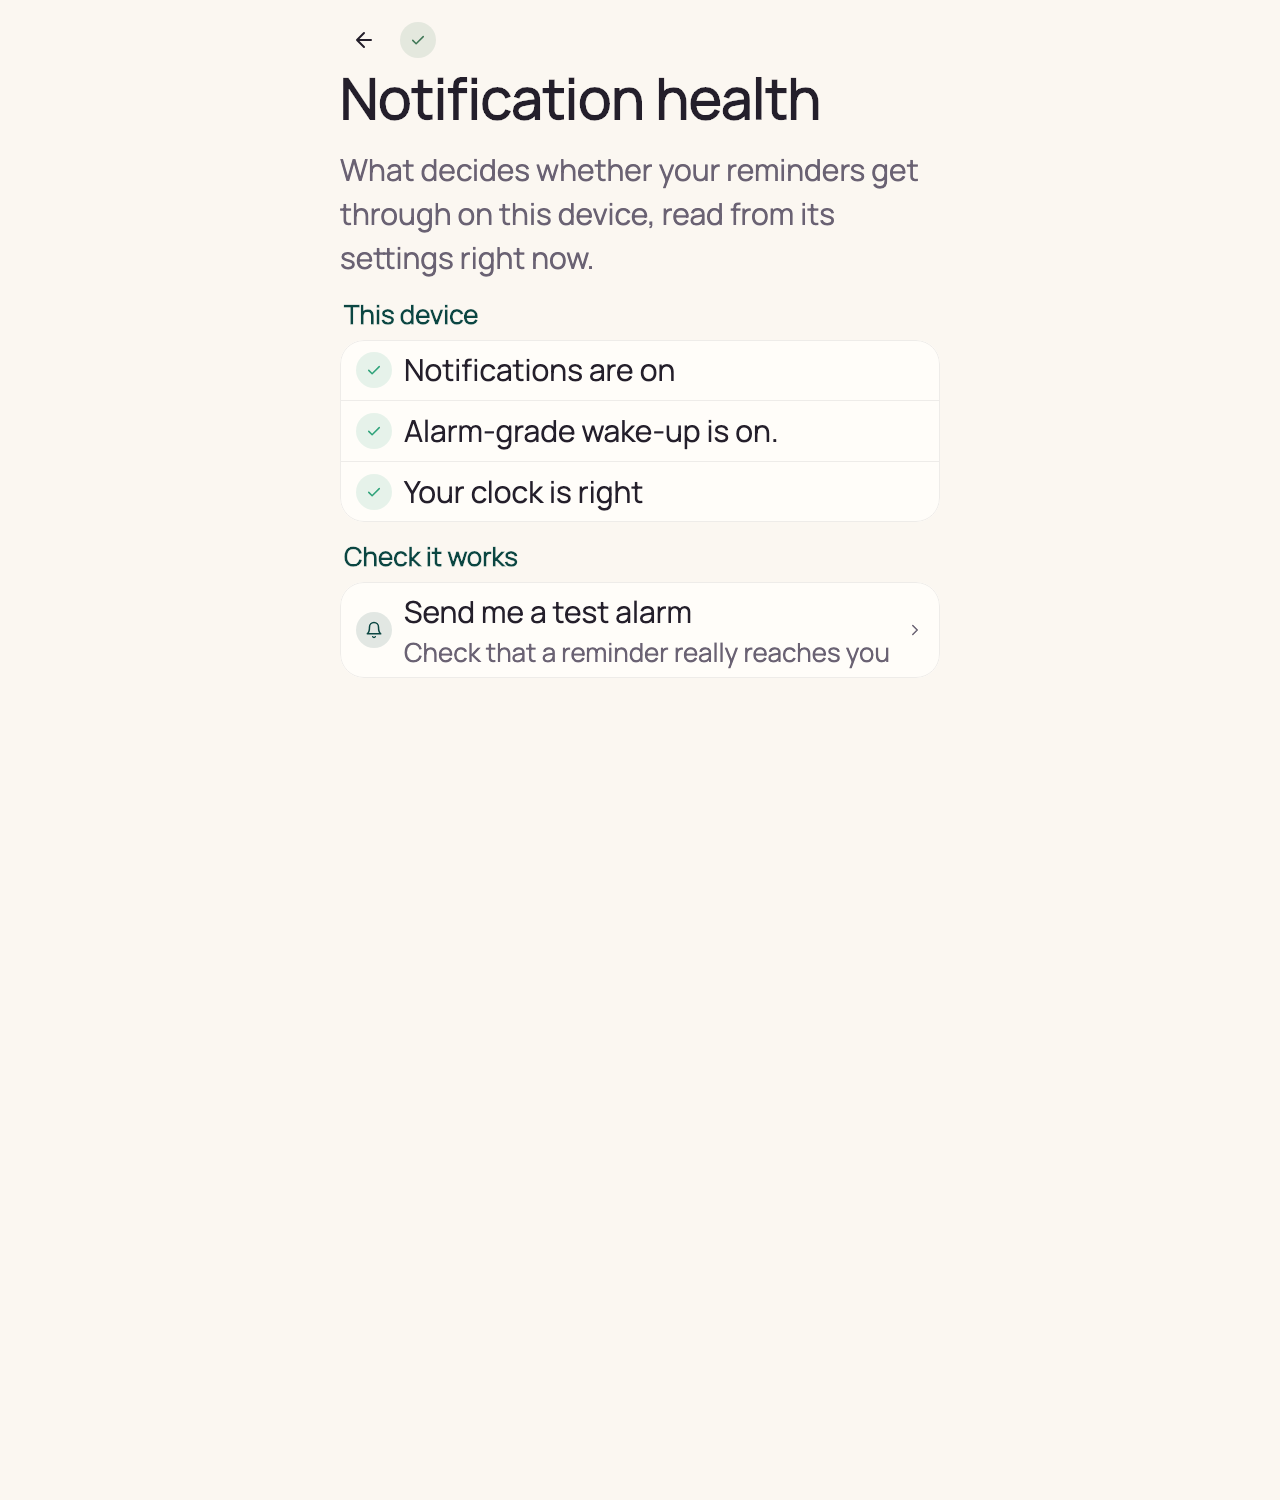 Notification health
What decides whether your reminders get
through on this device, read from its
settings right now.
This device
Notifications are on
Alarm-grade wake-up is on.
Your clock is right
Check it works
Send me a test alarm
Check that a reminder really reaches you